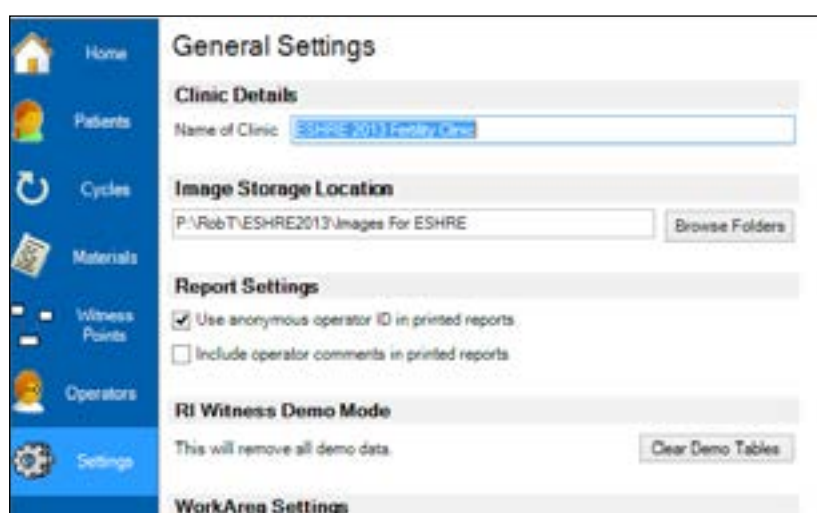 Home
Patients
Cycles
Materials
Witness
Points
Operators
Settings
General Settings
Clinic Details
Name of Clinic
ESHRE 2013 Fertility Clinic
Image Storage Location
P:\RobT\ESHRE2013\Images For ESHRE
Browse Folders
Report Settings
Use anonymous operator ID in printed reports
Include operator comments in printed reports
RI Witness Demo Mode
This will remove all demo data.
Clear Demo Tables
WorkArea Settings